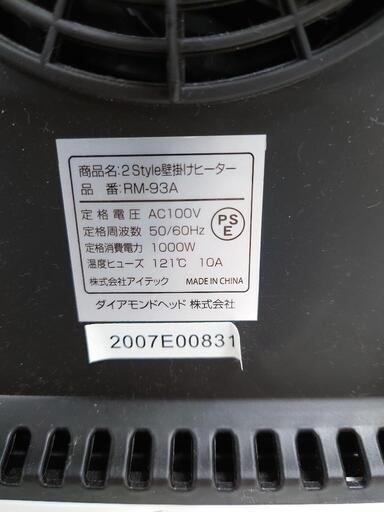 商品名:2Style壁掛けヒーター
品　番:RM-93A
定格電圧 AC100V
定格周波数 50/60Hz
定格消費電力 1000W
温度ヒューズ 121℃ 10A
PS
E
株式会社アイテック MADE IN CHINA
ダイアモンドヘッド 株式会社
2007E00831